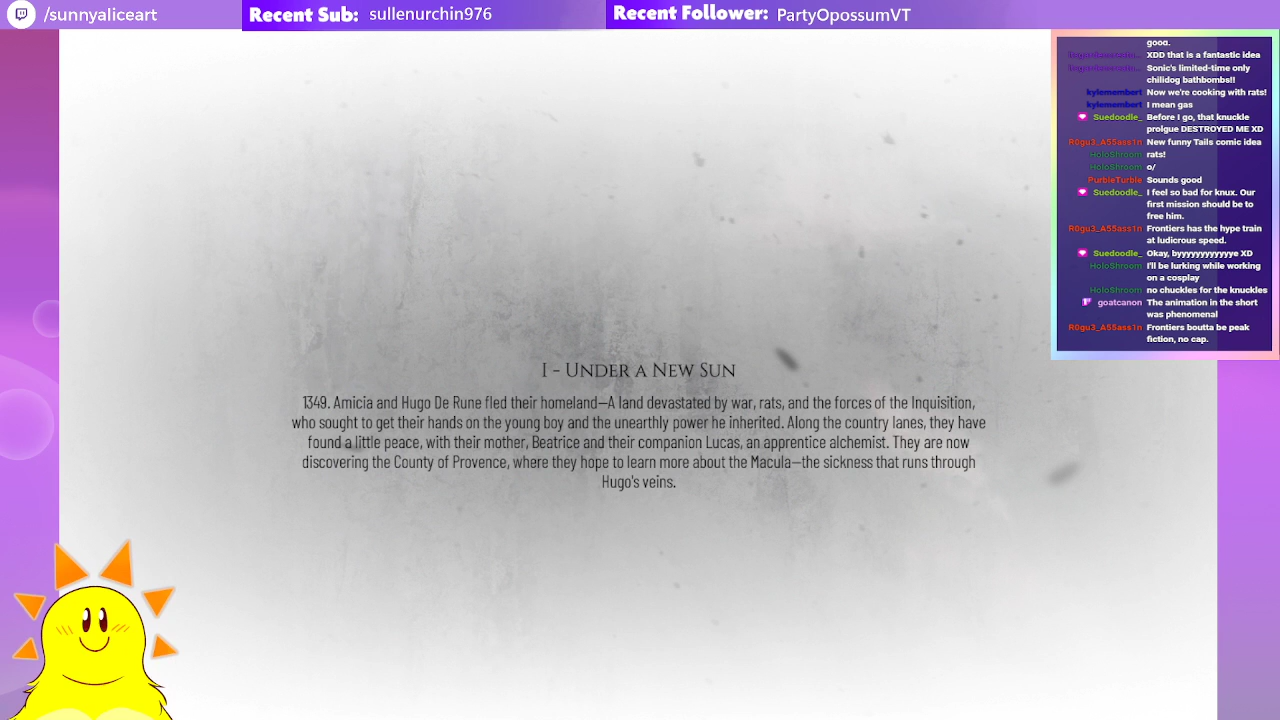 /sunnyaliceart
Recent Sub: sullenurchin976
Recent Follower: PartyOpossumVT
good.
XDD that is a fantastic idea
Sonic's limited-time only
chilidog bathbombs!!
kylemembert Now we're cooking with rats!
kylemembert I mean gas
Suedoodle_ Before I go, that knuckle
prolgue DESTROYED ME XD
R0gu3_A55ass1n New funny Tails comic idea
HoloShroom rats!
HoloShroom o/
PurbleTurble Sounds good
Suedoodle_ I feel so bad for knux. Our
first mission should be to
free him.
R0gu3_A55ass1n Frontiers has the hype train
at ludicrous speed.
Suedoodle_ Okay, byyyyyyyyyyye XD
HoloShroom I'll be lurking while working
on a cosplay
HoloShroom no chuckles for the knuckles
goatcanon The animation in the short
was phenomenal
R0gu3_A55ass1n Frontiers boutta be peak
fiction, no cap.
I - Under a New Sun
1349. Amicia and Hugo De Rune fled their homeland—A land devastated by war, rats, and the forces of the Inquisition,
who sought to get their hands on the young boy and the unearthly power he inherited. Along the country lanes, they have
found a little peace, with their mother, Beatrice and their companion Lucas, an apprentice alchemist. They are now
discovering the County of Provence, where they hope to learn more about the Macula—the sickness that runs through
Hugo's veins.